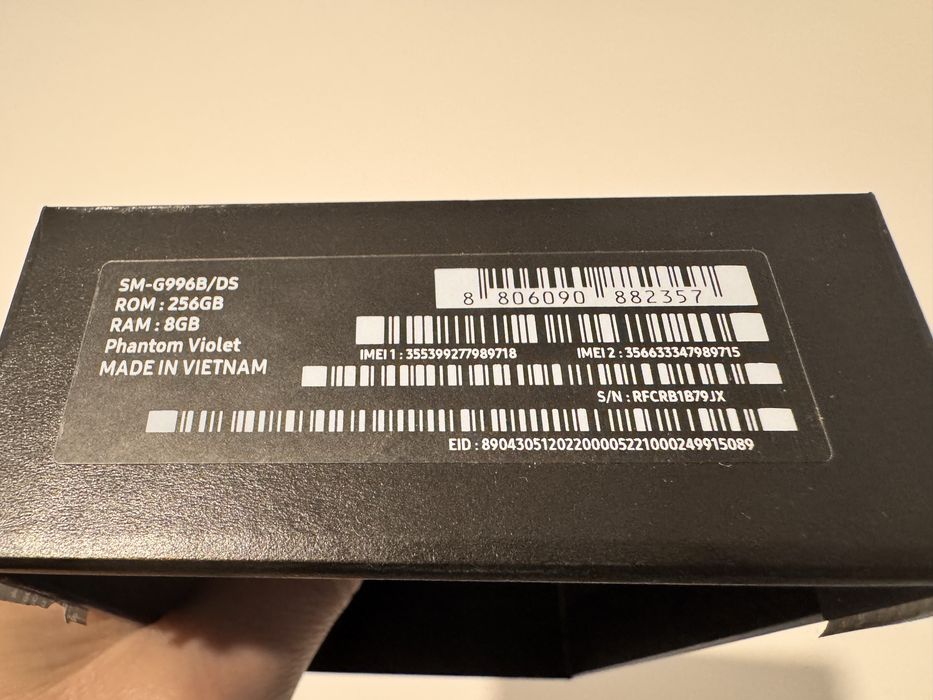 SM-G996B/DS
ROM : 256GB
RAM : 8GB
Phantom Violet
MADE IN VIETNAM
8 806090 882357
IMEI 1 : 355399277989718 IMEI 2 : 356633347989715
S/N : RFCRB1B79JX
EID : 89043051202200005221000249915089